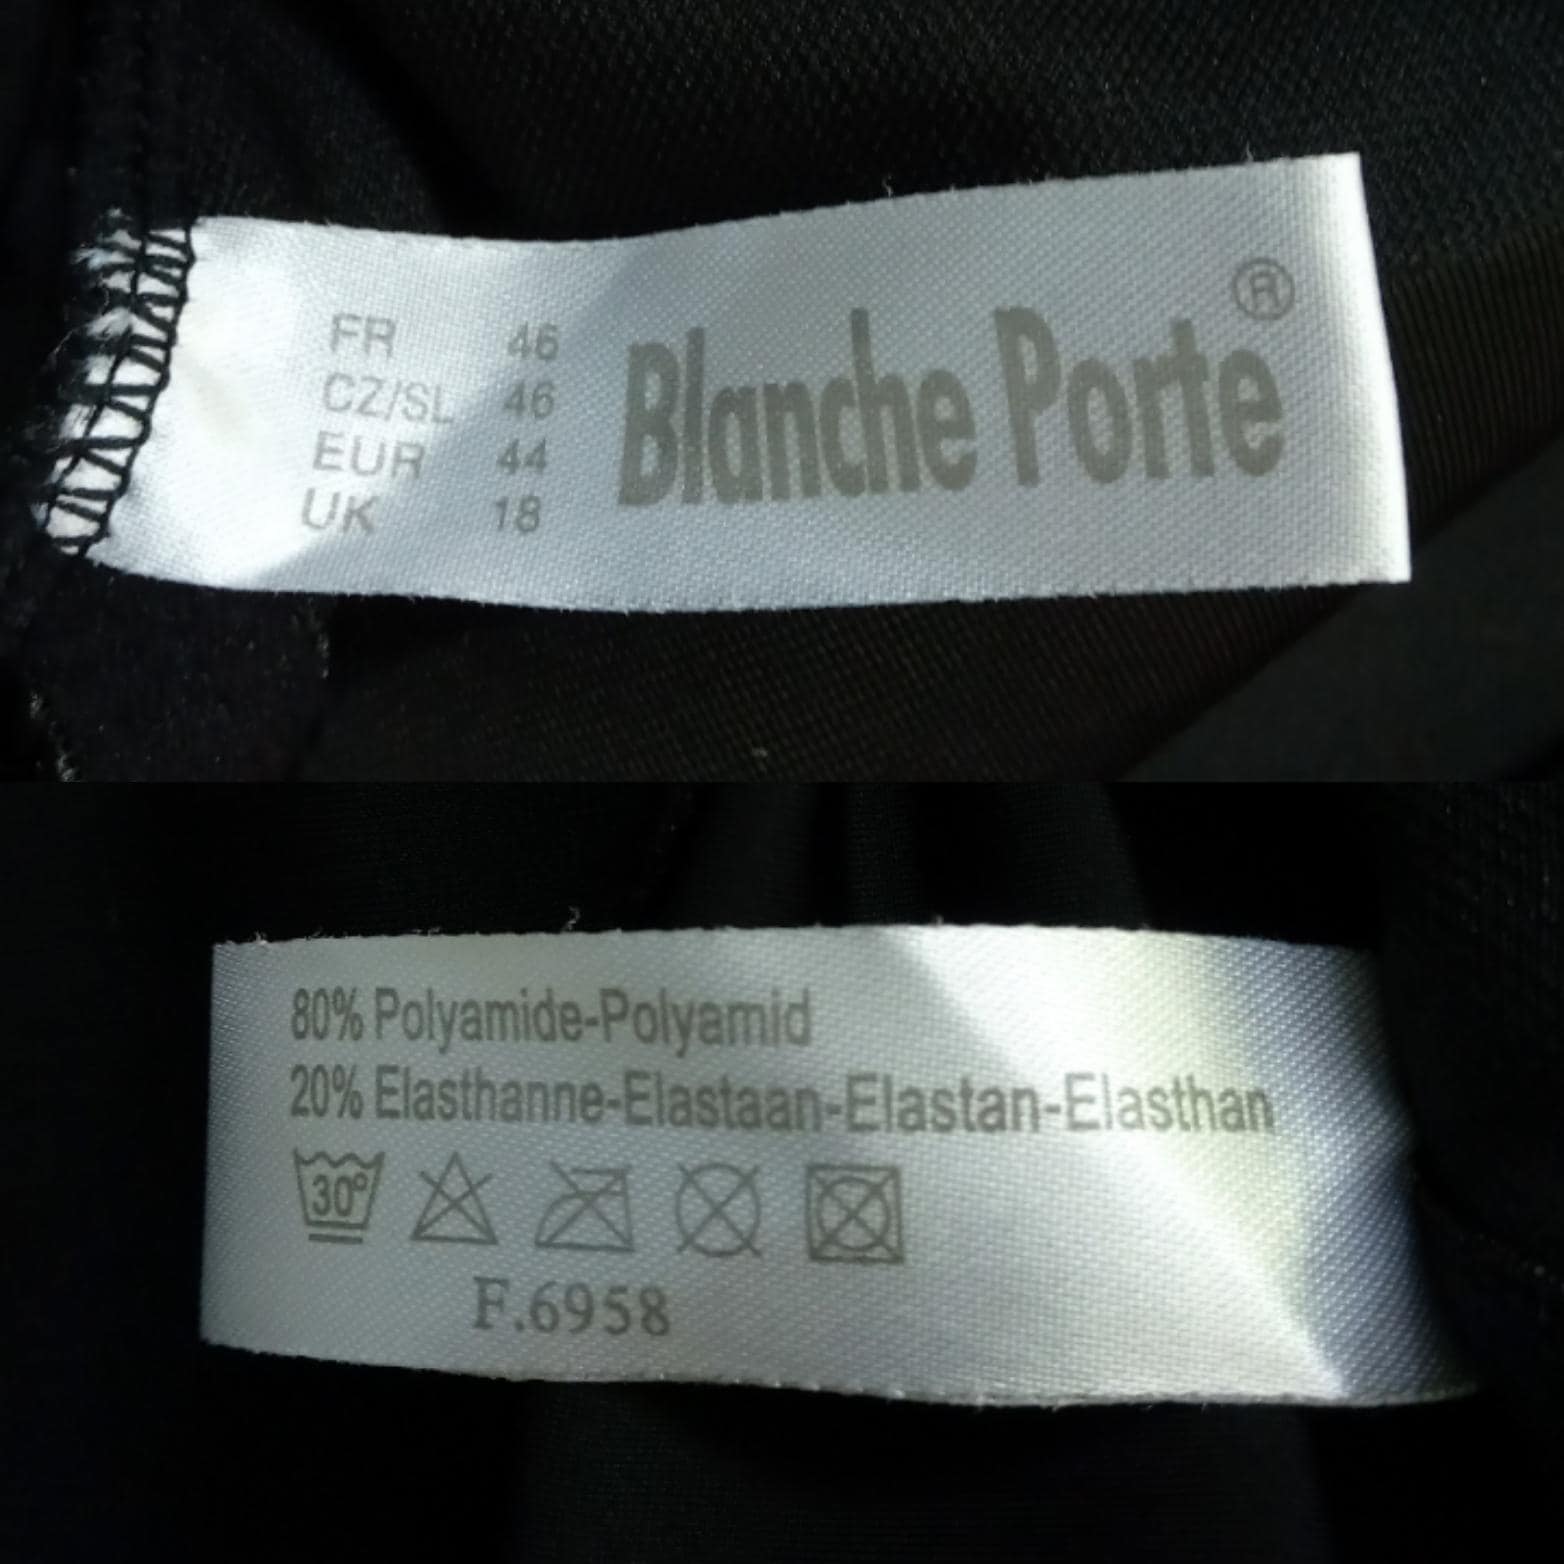 FR 46
CZ/SL 46
EUR 44
UK 18
Blanche Porte®
80% Polyamide-Polyamid
20% Elasthanne-Elastaan-Elastan-Elasthan
30°
F.6958